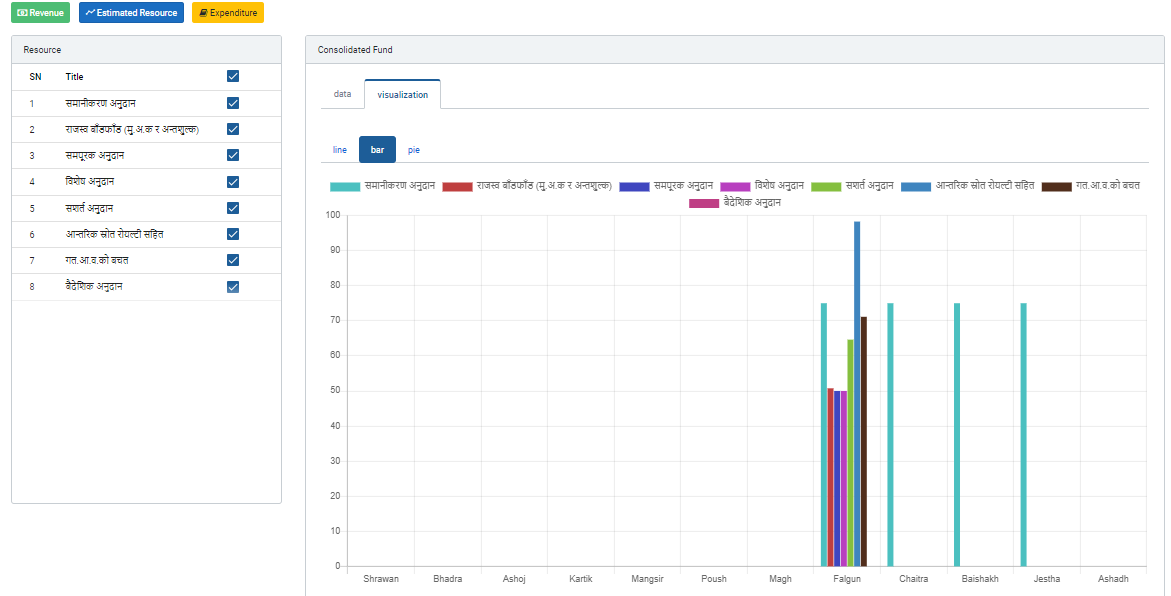 Revenue
Estimated Resource
Expenditure
Resource
SN Title
1 समानीकरण अनुदान
2 राजस्व बाँडफाँड (मु.अ.क र अन्तशुल्क)
3 समपूरक अनुदान
4 विशेष अनुदान
5 सशर्त अनुदान
6 आन्तरिक स्रोत रोयल्टी सहित
7 गत.आ.व.को बचत
8 बैदेशिक अनुदान
Consolidated Fund
data visualization
line bar pie
समानीकरण अनुदान राजस्व बाँडफाँड (मु.अ.क र अन्तशुल्क) समपूरक अनुदान विशेष अनुदान सशर्त अनुदान आन्तरिक स्रोत रोयल्टी सहित गत.आ.व.को बचत
बैदेशिक अनुदान
100
90
80
70
60
50
40
30
20
10
0
Shrawan Bhadra Ashoj Kartik Mangsir Poush Magh Falgun Chaitra Baishakh Jestha Ashadh